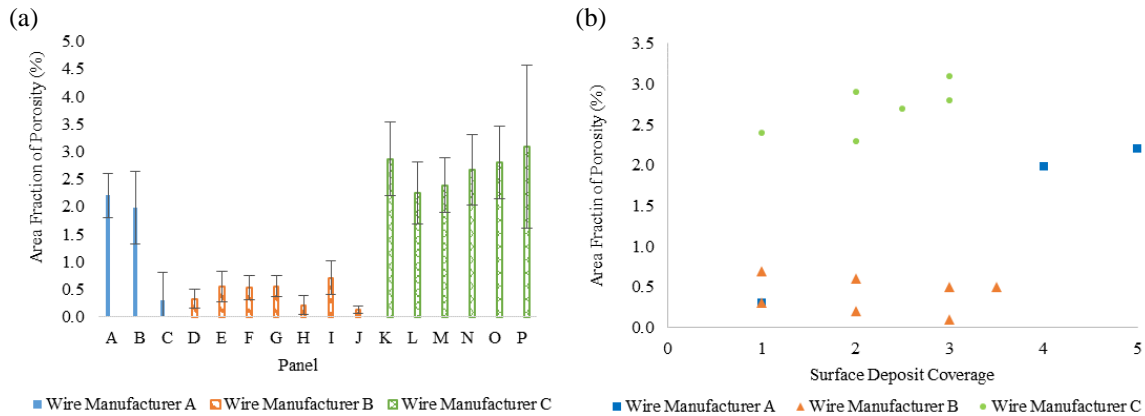 (a)
Area Fraction of Porosity (%)
5.0
4.5
4.0
3.5
3.0
2.5
2.0
1.5
1.0
0.5
0.0
A B C D E F G H I J K L M N O P
Panel
Wire Manufacturer A Wire Manufacturer B Wire Manufacturer C
(b)
Area Fractin of Porosity (%)
3.5
3.0
2.5
2.0
1.5
1.0
0.5
0.0
0 1 2 3 4 5
Surface Deposit Coverage
Wire Manufacturer A Wire Manufacturer B Wire Manufacturer C